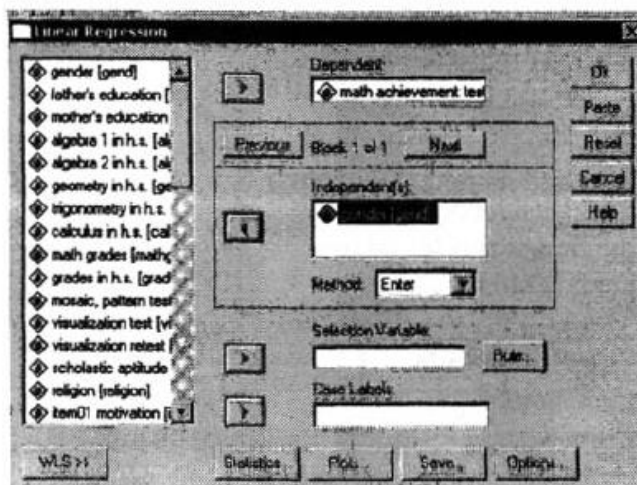 Linear Regression
gender [gend]
father's education [
mother's education
algebra 1 in h.s. [al
algebra 2 in h.s. [al
geometry in h.s. [ge
trigonometry in h.s.
calculus in h.s. [cal
math grades [mathg
grades in h.s. [grad
mosaic, pattern test
visualization test [vi
visualization retest [
scholastic aptitude
religion [religion]
item01 motivation [i
WLS >>
Dependent:
math achievement test
Previous
Block 1 of 1
Next
Independent(s):
gender [gend]
Method:
Enter
Selection Variable:
Rule...
Case Labels:
Statistics
Plots
Save...
Options...
OK
Paste
Reset
Cancel
Help